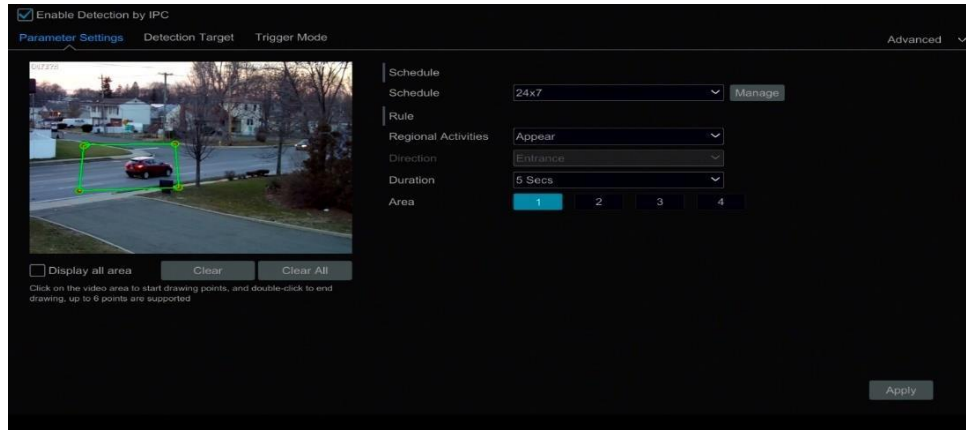 Enable Detection by IPC
Parameter Settings Detection Target Trigger Mode Advanced
Schedule
Schedule 24x7 Manage
Rule
Regional Activities Appear
Direction Entrance
Duration 5 Secs
Area 1 2 3 4
Display all area Clear Clear All
Click on the video area to start drawing points, and double-click to end
drawing, up to 6 points are supported
Apply